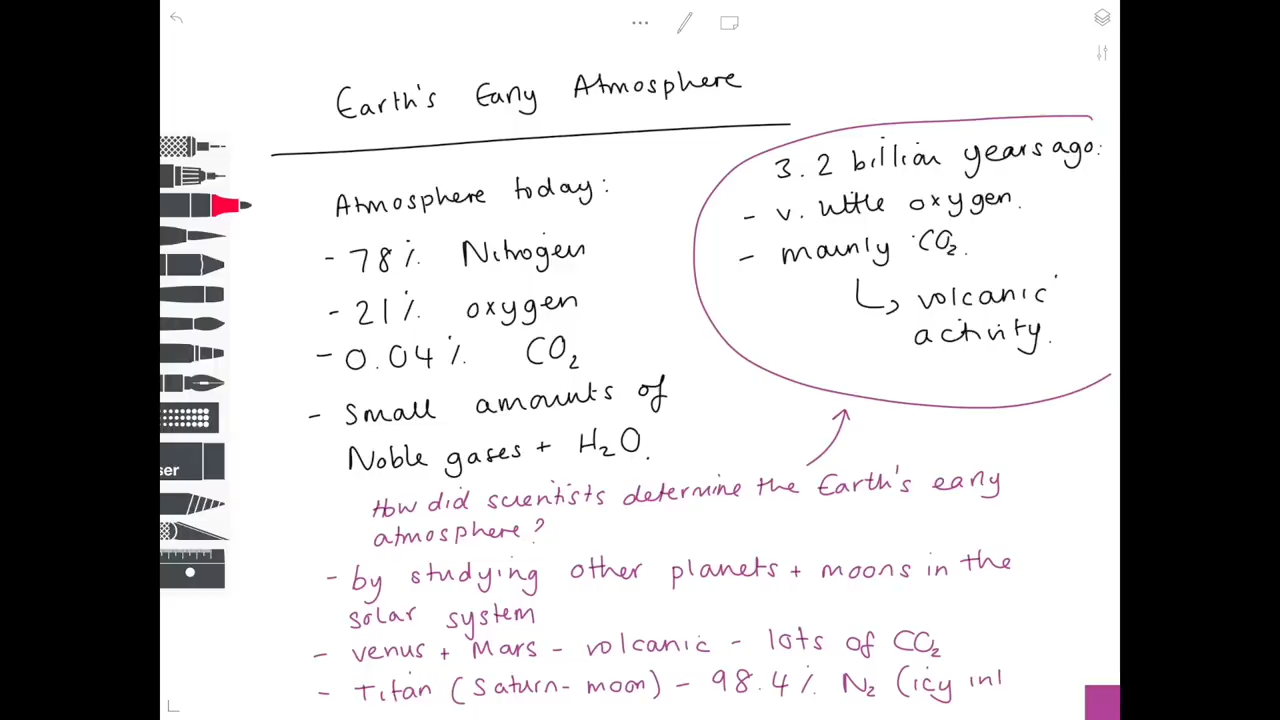 Earth's Early Atmosphere
Atmosphere today:
- 78% Nitrogen
- 21% oxygen
- 0.04% CO₂
- Small amounts of
Noble gases + H₂O.
3.2 billion years ago:
- v. little oxygen.
- mainly CO₂.
↳ volcanic
activity.
How did scientists determine the Earth's early
atmosphere?
- by studying other planets + moons in the
solar system
- Venus + Mars - volcanic - lots of CO₂
- Titan (Saturn-moon) - 98.4% N₂ (icy
ser